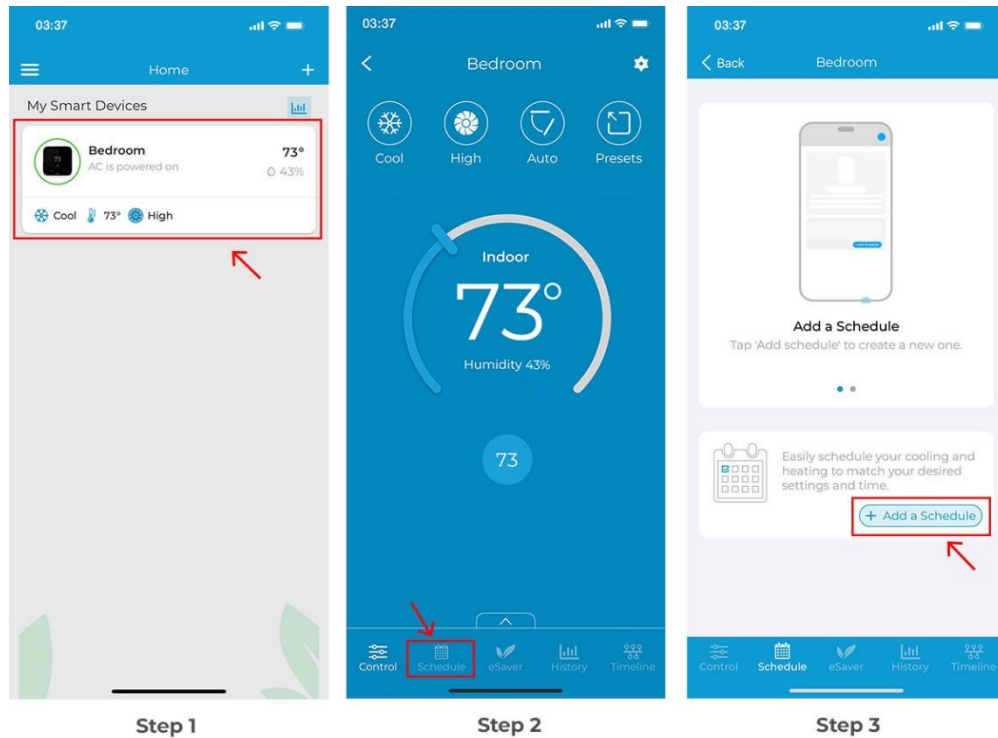 03:37
Home
My Smart Devices
73
Bedroom
73°
AC is powered on
43%
Cool
73°
High
Step 1
03:37
Bedroom
Cool
High
Auto
Presets
Indoor
73°
Humidity 43%
73
Control
Schedule
eSaver
History
Timeline
Step 2
03:37
Back
Bedroom
Add a Schedule
Tap 'Add schedule' to create a new one.
Easily schedule your cooling and
heating to match your desired
settings and time.
+ Add a Schedule
Control
Schedule
eSaver
History
Timeline
Step 3